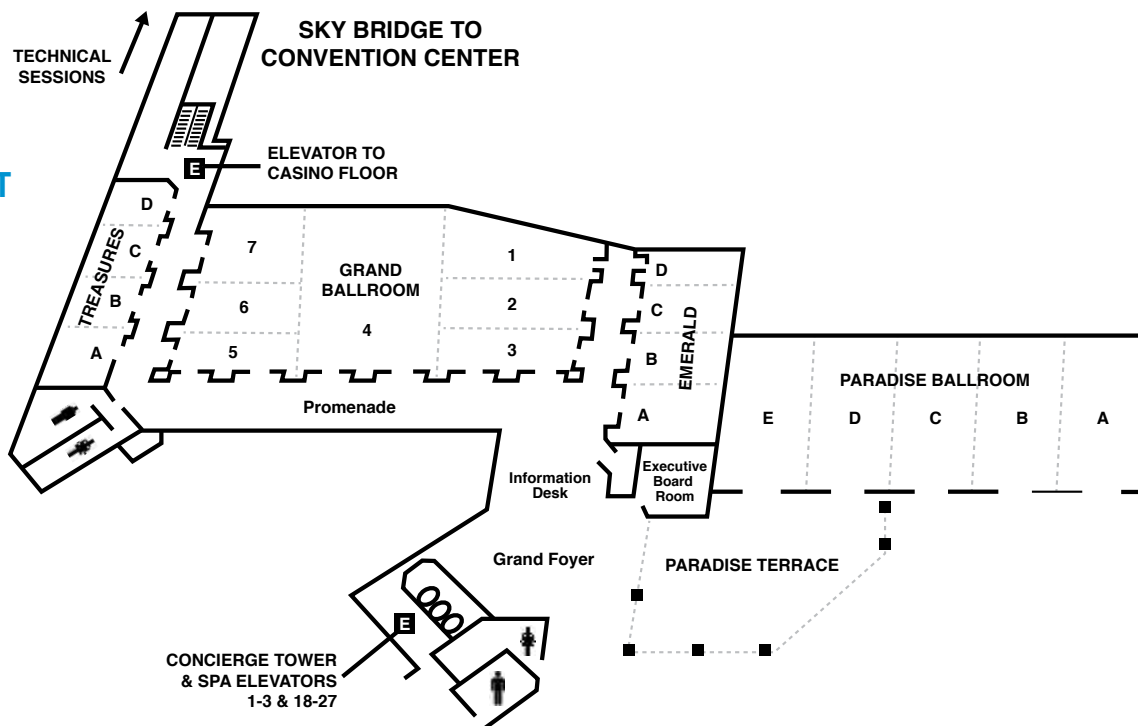 SKY BRIDGE TO
CONVENTION CENTER
TECHNICAL
SESSIONS
ELEVATOR TO
CASINO FLOOR
E
T
TREASURES
D
C
B
A
7
6
5
GRAND
BALLROOM
4
1
2
3
EMERALD
D
C
B
A
PARADISE BALLROOM
E
D
C
B
A
Promenade
Information
Desk
Executive
Board
Room
Grand Foyer
PARADISE TERRACE
E
CONCIERGE TOWER
& SPA ELEVATORS
1-3 & 18-27